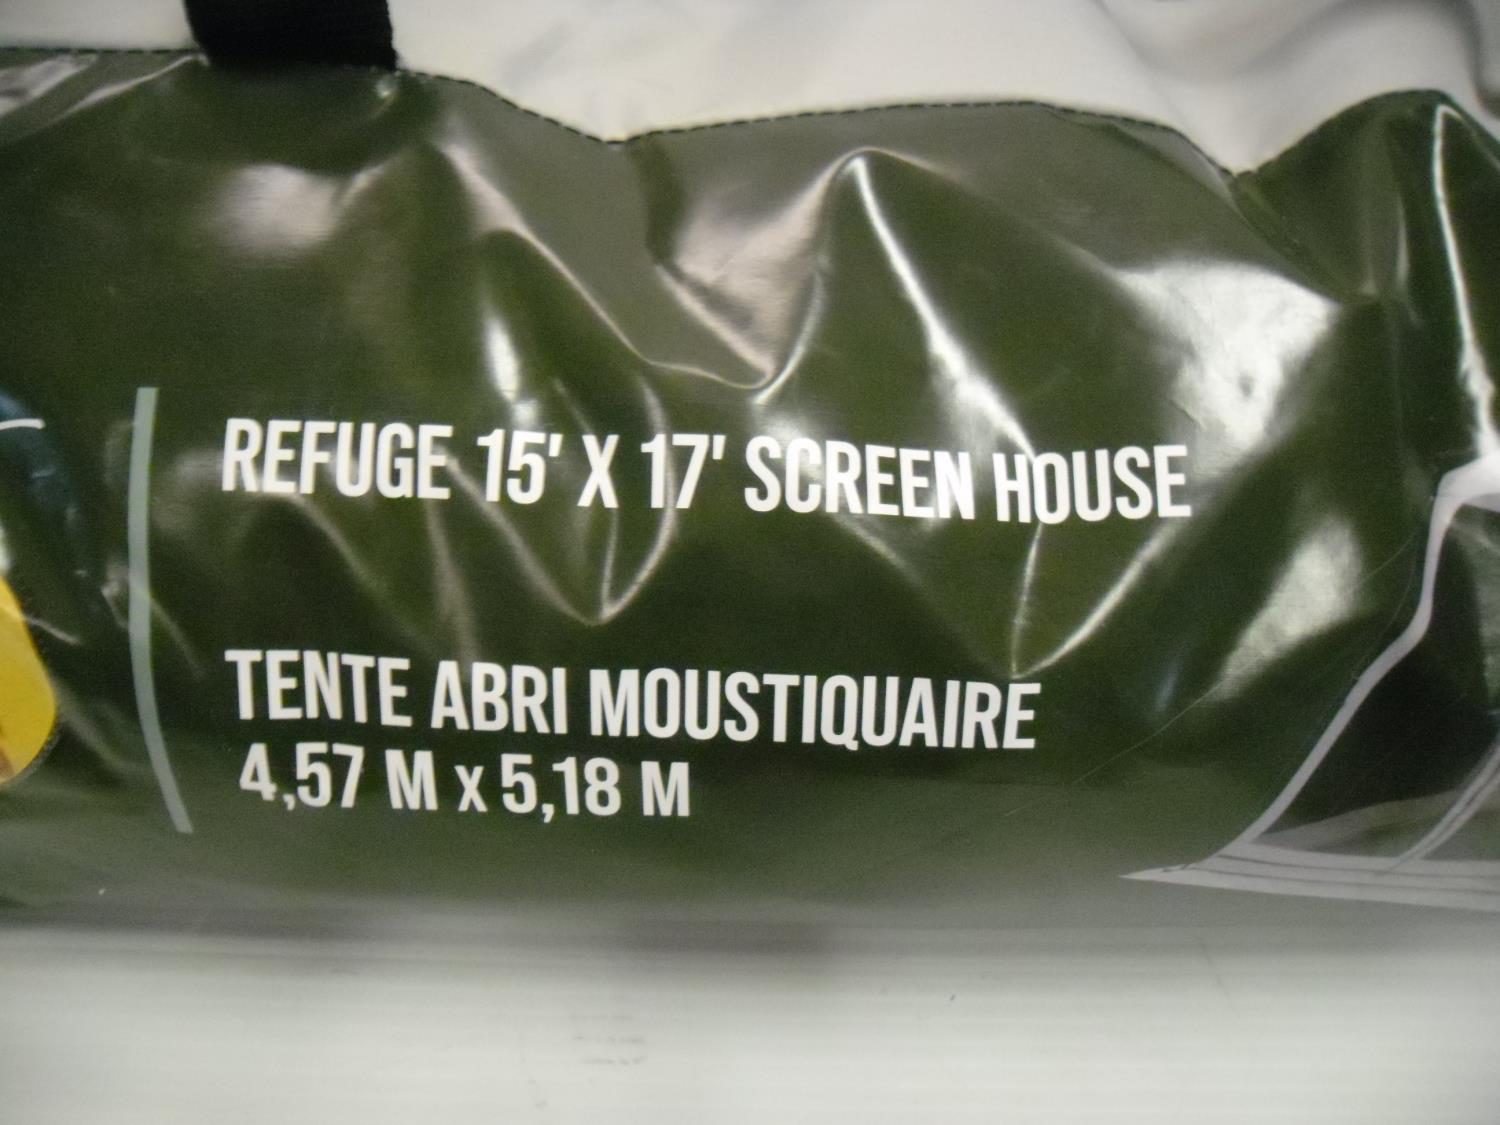 REFUGE 15' X 17' SCREEN HOUSE
TENTE ABRI MOUSTIQUAIRE
4,57 M x 5,18 M